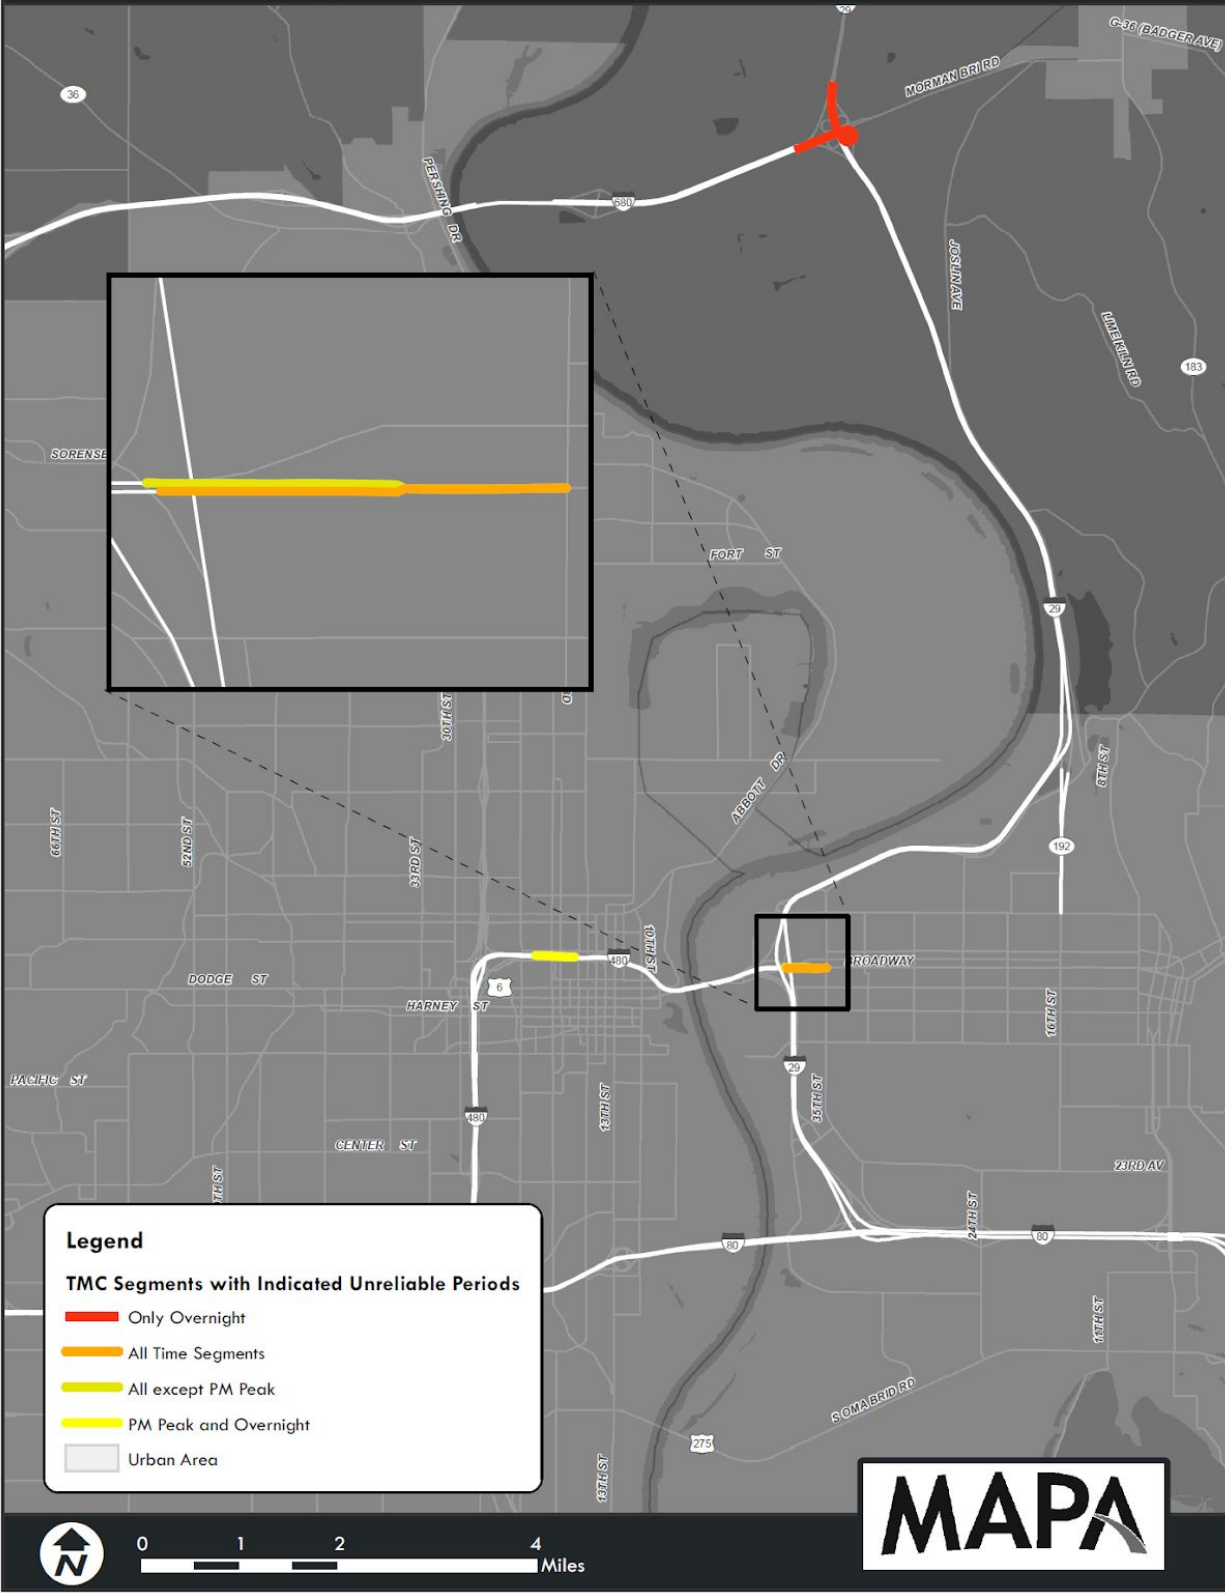 29
G-36 (BADGER AVE)
MORMAN BRI RD
36
PERSHING DR
680
JOSLIN AVE
LIME KILN RD
183
SORENSE
FORT ST
29
30TH ST
ABBOTT DR
8TH ST
66TH ST
52ND ST
33RD ST
192
10TH ST
480
BROADWAY
DODGE ST
6
HARNEY ST
16TH ST
PACIFIC ST
29
35TH ST
13TH ST
480
CENTER ST
23RD AV
TH ST
24TH ST
80
80
Legend
TMC Segments with Indicated Unreliable Periods
Only Overnight
All Time Segments
All except PM Peak
PM Peak and Overnight
Urban Area
11TH ST
S OMA BRID RD
275
13TH ST
MAPA
N
0 1 2 4
Miles